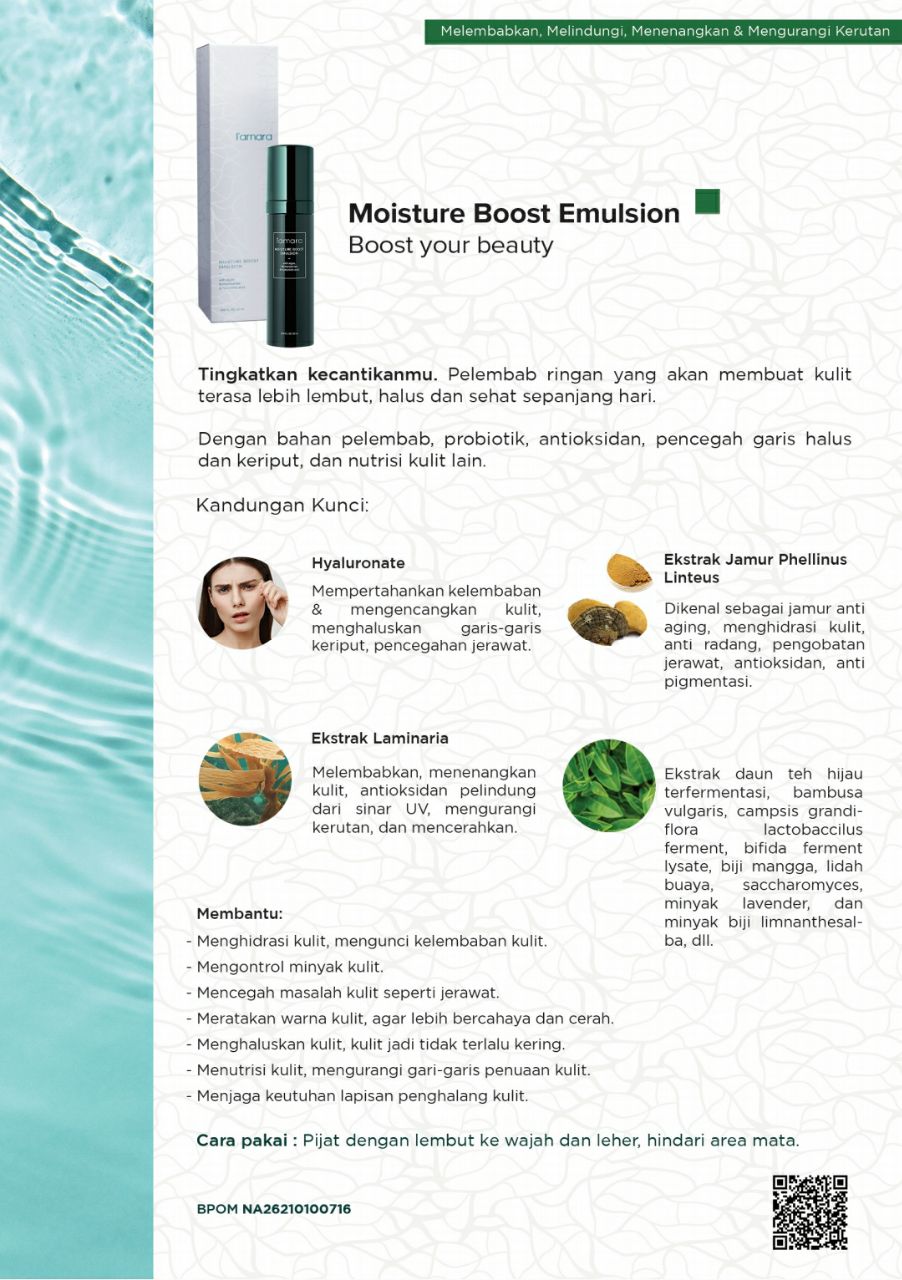 Melembabkan, Melindungi, Menenangkan & Mengurangi Kerutan
l'amara
MOISTURE BOOST
EMULSION
l'amara
MOISTURE BOOST
EMULSION
Moisture Boost Emulsion
Boost your beauty
Tingkatkan kecantikanmu. Pelembab ringan yang akan membuat kulit
terasa lebih lembut, halus dan sehat sepanjang hari.
Dengan bahan pelembab, probiotik, antioksidan, pencegah garis halus
dan keriput, dan nutrisi kulit lain.
Kandungan Kunci:
Hyaluronate
Mempertahankan kelembaban
& mengencangkan kulit,
menghaluskan garis-garis
keriput, pencegahan jerawat.
Ekstrak Jamur Phellinus
Linteus
Dikenal sebagai jamur anti
aging, menghidrasi kulit,
anti radang, pengobatan
jerawat, antioksidan, anti
pigmentasi.
Ekstrak Laminaria
Melembabkan, menenangkan
kulit, antioksidan pelindung
dari sinar UV, mengurangi
kerutan, dan mencerahkan.
Ekstrak daun teh hijau
terfermentasi, bambusa
vulgaris, campsis grandi-
flora lactobaccilus
ferment, bifida ferment
lysate, biji mangga, lidah
buaya, saccharomyces,
minyak lavender, dan
minyak biji limnanthesal-
ba, dll.
Membantu:
- Menghidrasi kulit, mengunci kelembaban kulit.
- Mengontrol minyak kulit.
- Mencegah masalah kulit seperti jerawat.
- Meratakan warna kulit, agar lebih bercahaya dan cerah.
- Menghaluskan kulit, kulit jadi tidak terlalu kering.
- Menutrisi kulit, mengurangi gari-garis penuaan kulit.
- Menjaga keutuhan lapisan penghalang kulit.
Cara pakai : Pijat dengan lembut ke wajah dan leher, hindari area mata.
BPOM NA26210100716